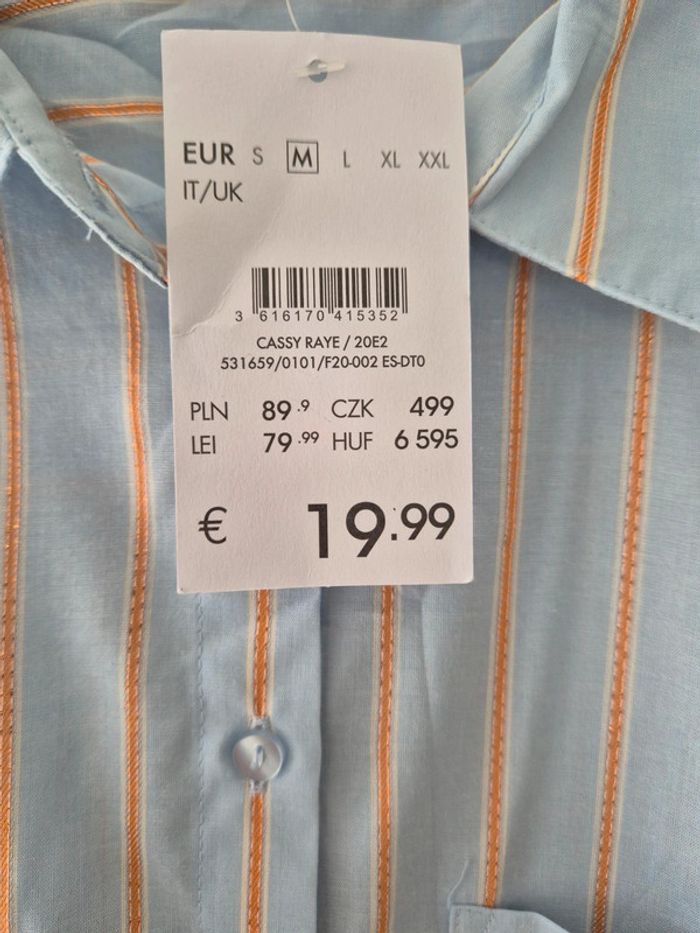 EUR S M L XL XXL
IT/UK
3 616170 415352
CASSY RAYE / 20E2
531659/0101/F20-002 ES-DT0
PLN 89.9 CZK 499
LEI 79.99 HUF 6 595
€ 19.99